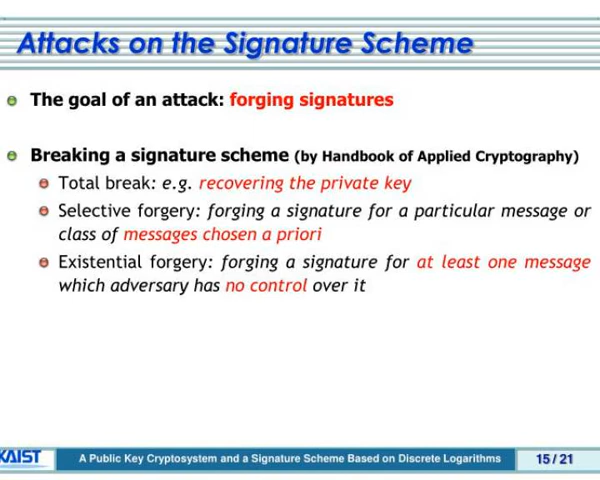 Attacks on the Signature Scheme
The goal of an attack: forging signatures
Breaking a signature scheme (by Handbook of Applied Cryptography)
Total break: e.g. recovering the private key
Selective forgery: forging a signature for a particular message or
class of messages chosen a priori
Existential forgery: forging a signature for at least one message
which adversary has no control over it
KAIST
A Public Key Cryptosystem and a Signature Scheme Based on Discrete Logarithms
15 / 21